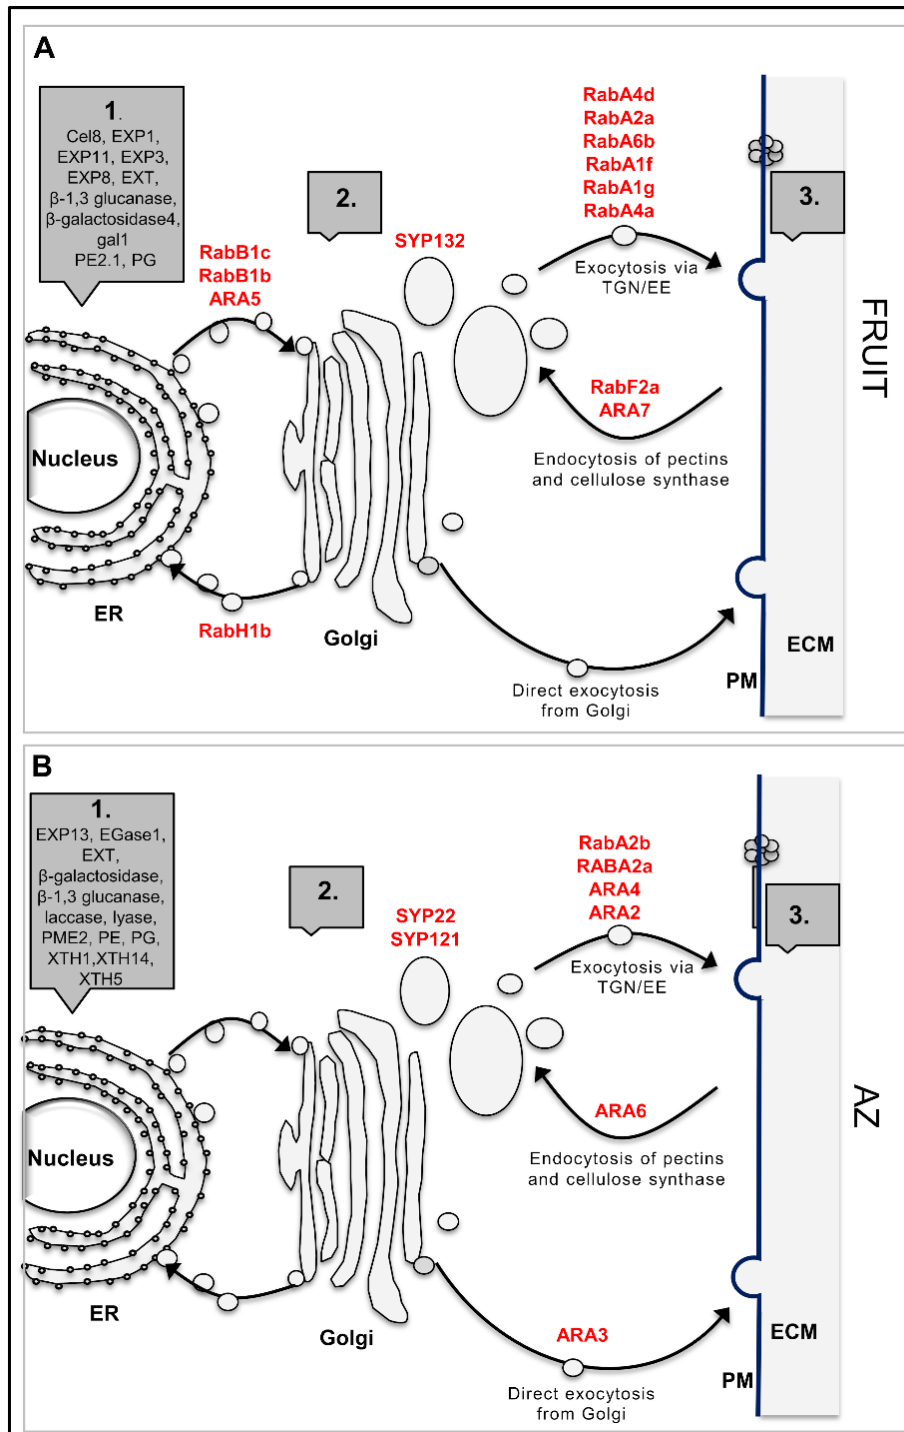 A
1.
Cel8, EXP1,
EXP11, EXP3,
EXP8, EXT,
β-1,3 glucanase,
β-galactosidase4,
gal1
PE2.1, PG
RabB1c
RabB1b
ARA5
2.
SYP132
RabA4d
RabA2a
RabA6b
RabA1f
RabA1g
RabA4a
Exocytosis via
TGN/EE
3.
FRUIT
RabF2a
ARA7
Endocytosis of pectins
and cellulose synthase
Nucleus
ER
RabH1b
Golgi
Direct exocytosis
from Golgi
PM
ECM
B
1.
EXP13, EGase1,
EXT,
β-galactosidase,
β-1,3 glucanase,
laccase, lyase,
PME2, PE, PG,
XTH1,XTH14,
XTH5
2.
SYP22
SYP121
RabA2b
RABA2a
ARA4
ARA2
Exocytosis via
TGN/EE
3.
AZ
ARA6
Endocytosis of pectins
and cellulose synthase
Nucleus
ER
Golgi
ARA3
Direct exocytosis
from Golgi
PM
ECM